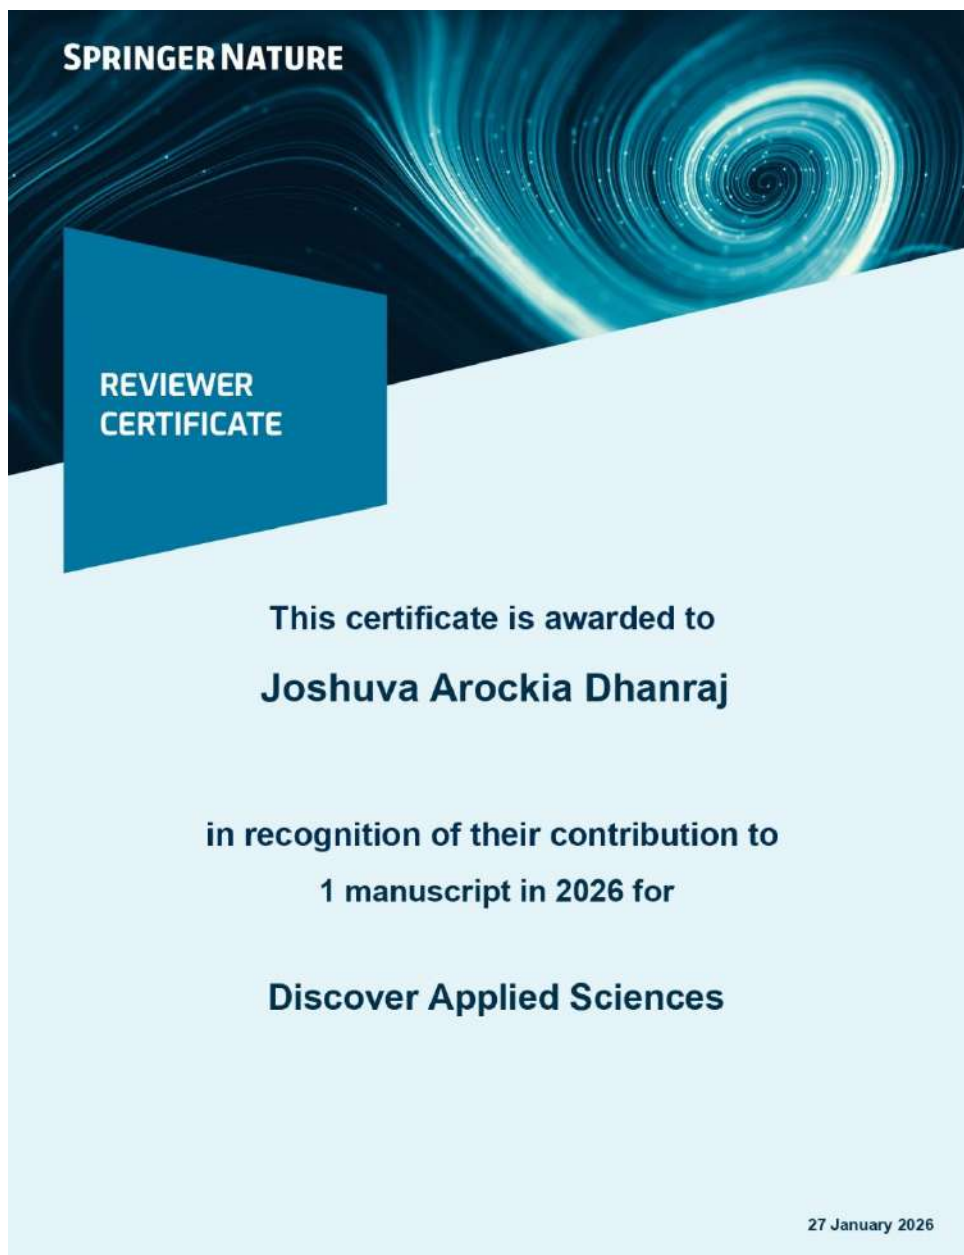 SPRINGER NATURE
REVIEWER
CERTIFICATE
This certificate is awarded to
Joshuva Arockia Dhanraj
in recognition of their contribution to
1 manuscript in 2026 for
Discover Applied Sciences
27 January 2026